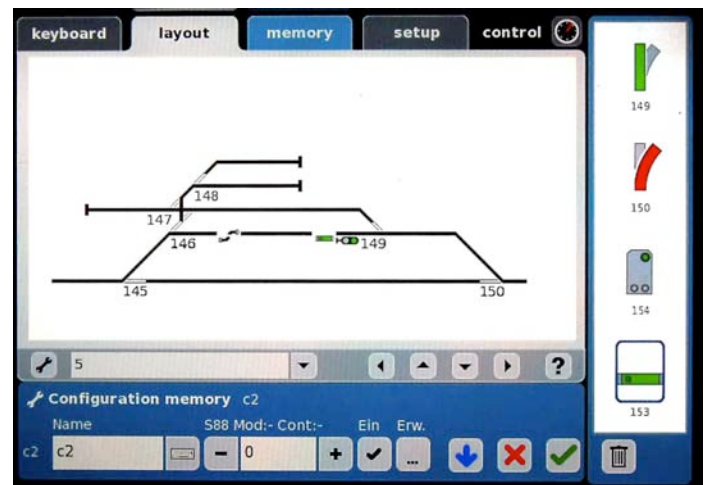 keyboard layout memory setup control
149
148
147
150
146 149
145 150
154
5 ?
Configuration memory c2
153
Name S88 Mod:- Cont:- Ein Erw.
c2 c2 - 0 + ...